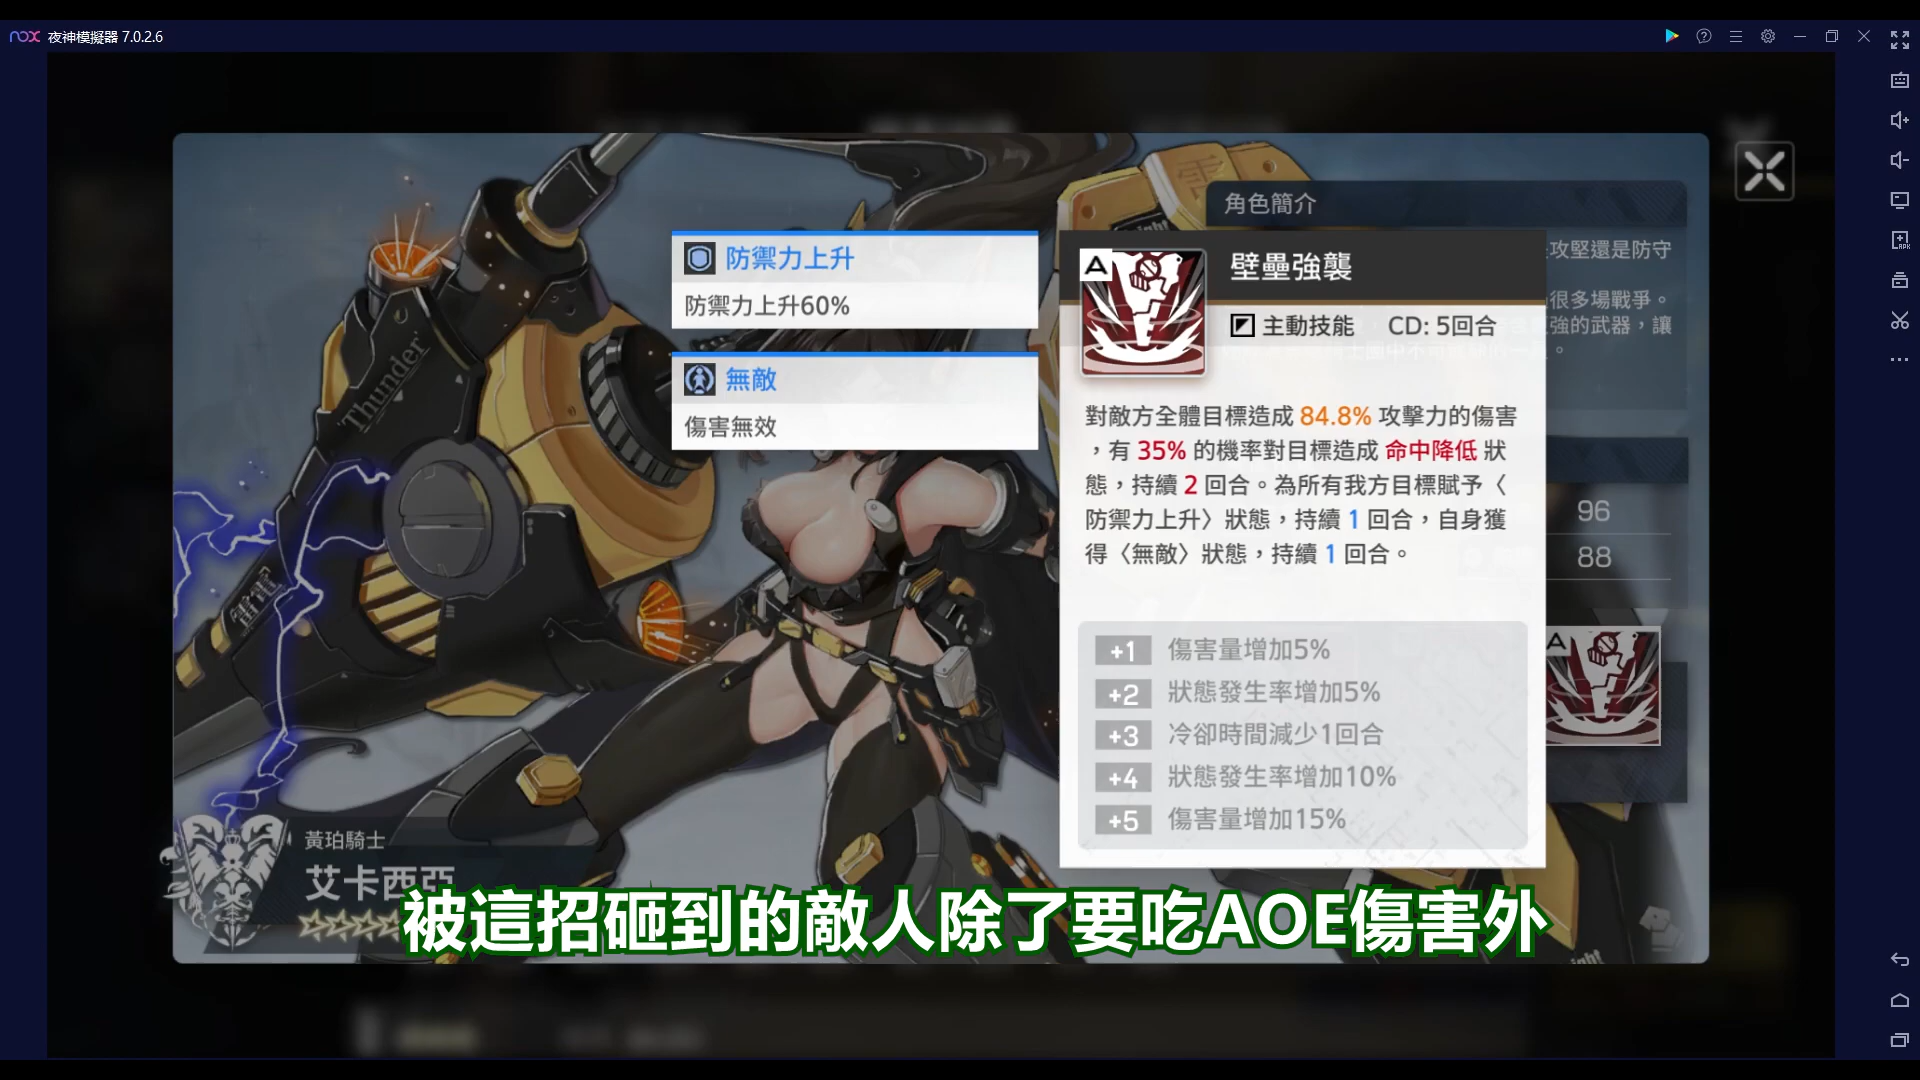 nox 夜神模擬器 7.0.2.6
角色簡介
防禦力上升
防禦力上升60%
無敵
傷害無效
A
壁壘強襲
主動技能 CD: 5回合
對敵方全體目標造成 84.8% 攻擊力的傷害
，有 35% 的機率對目標造成 命中降低 狀
態，持續 2 回合。為所有我方目標賦予〈
防禦力上升〉狀態，持續 1 回合，自身獲
得〈無敵〉狀態，持續 1 回合。
+1 傷害量增加5%
+2 狀態發生率增加5%
+3 冷卻時間減少1回合
+4 狀態發生率增加10%
+5 傷害量增加15%
攻堅還是防守
很多場戰爭。
強的武器，讓
96
88
A
Thunder
雷霆
黃珀騎士
艾卡西亞
被這招砸到的敵人除了要吃AOE傷害外